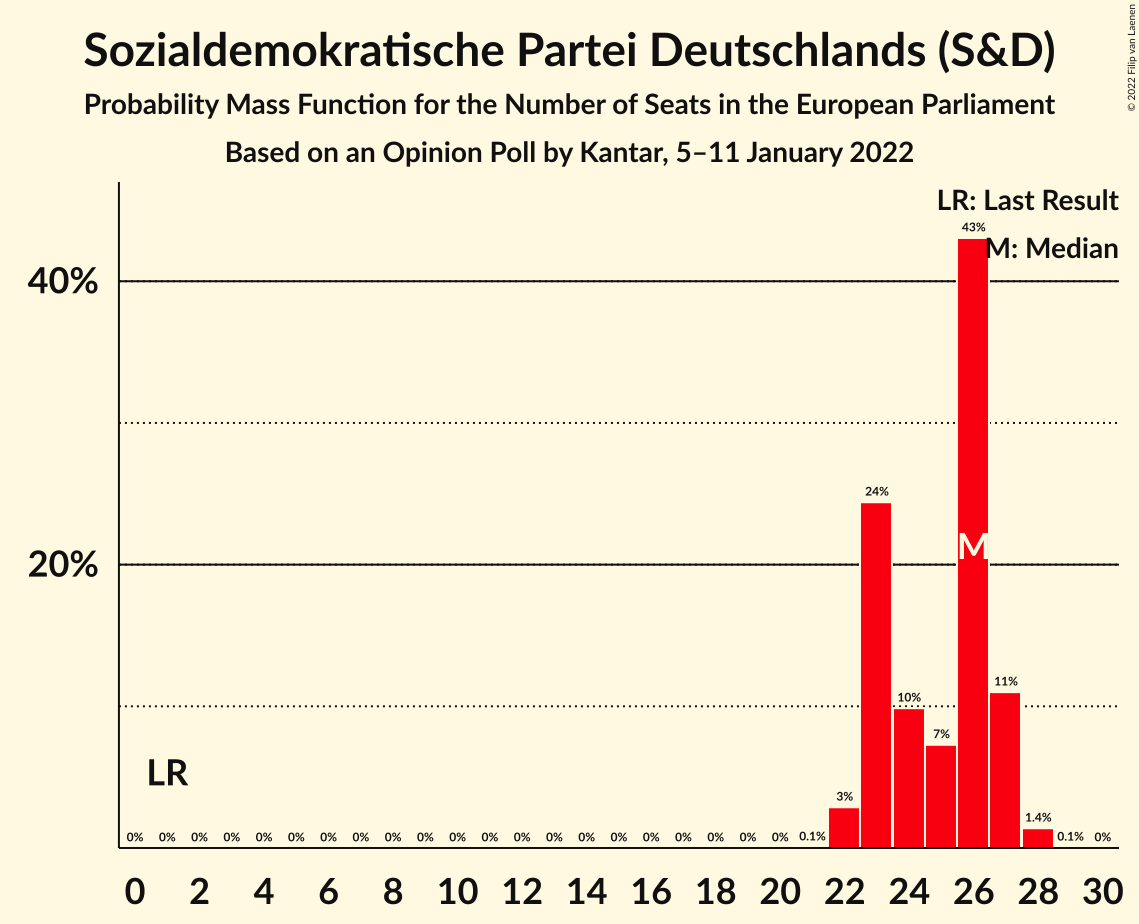 Sozialdemokratische Partei Deutschlands (S&D)
Probability Mass Function for the Number of Seats in the European Parliament
Based on an Opinion Poll by Kantar, 5–11 January 2022
© 2022 Filip van Laenen
LR: Last Result
M: Median
43%
40%
24%
M
20%
10%
11%
7%
LR
3%
1.4%
0% 0% 0% 0% 0% 0% 0% 0% 0% 0% 0% 0% 0% 0% 0% 0% 0% 0% 0% 0% 0% 0.1% 0.1% 0%
0 2 4 6 8 10 12 14 16 18 20 22 24 26 28 30